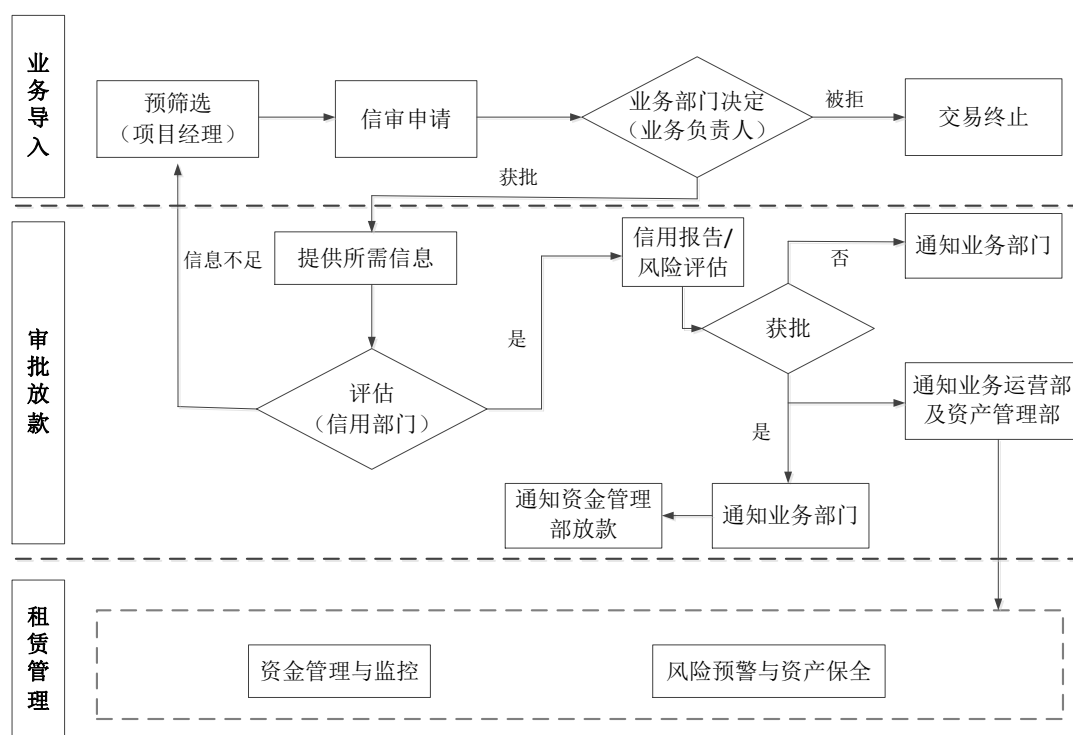 业务导入
预筛选
（项目经理）
信审申请
业务部门决定
（业务负责人）
被拒
交易终止
获批
审批放款
信息不足
提供所需信息
评估
（信用部门）
是
信用报告/
风险评估
获批
否
通知业务部门
是
通知业务运营部
及资产管理部
通知业务部门
通知资金管理
部放款
租赁管理
资金管理与监控
风险预警与资产保全